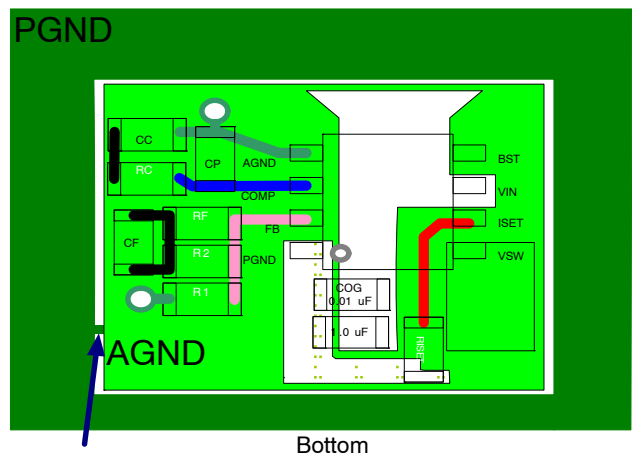 PGND
CC
CP
AGND
BST
RC
VIN
COMP
RF
FB
ISET
CF
R 2
PGND
VSW
R 1
COG
0.01 uF
1.0 uF
RISET
AGND
Bottom